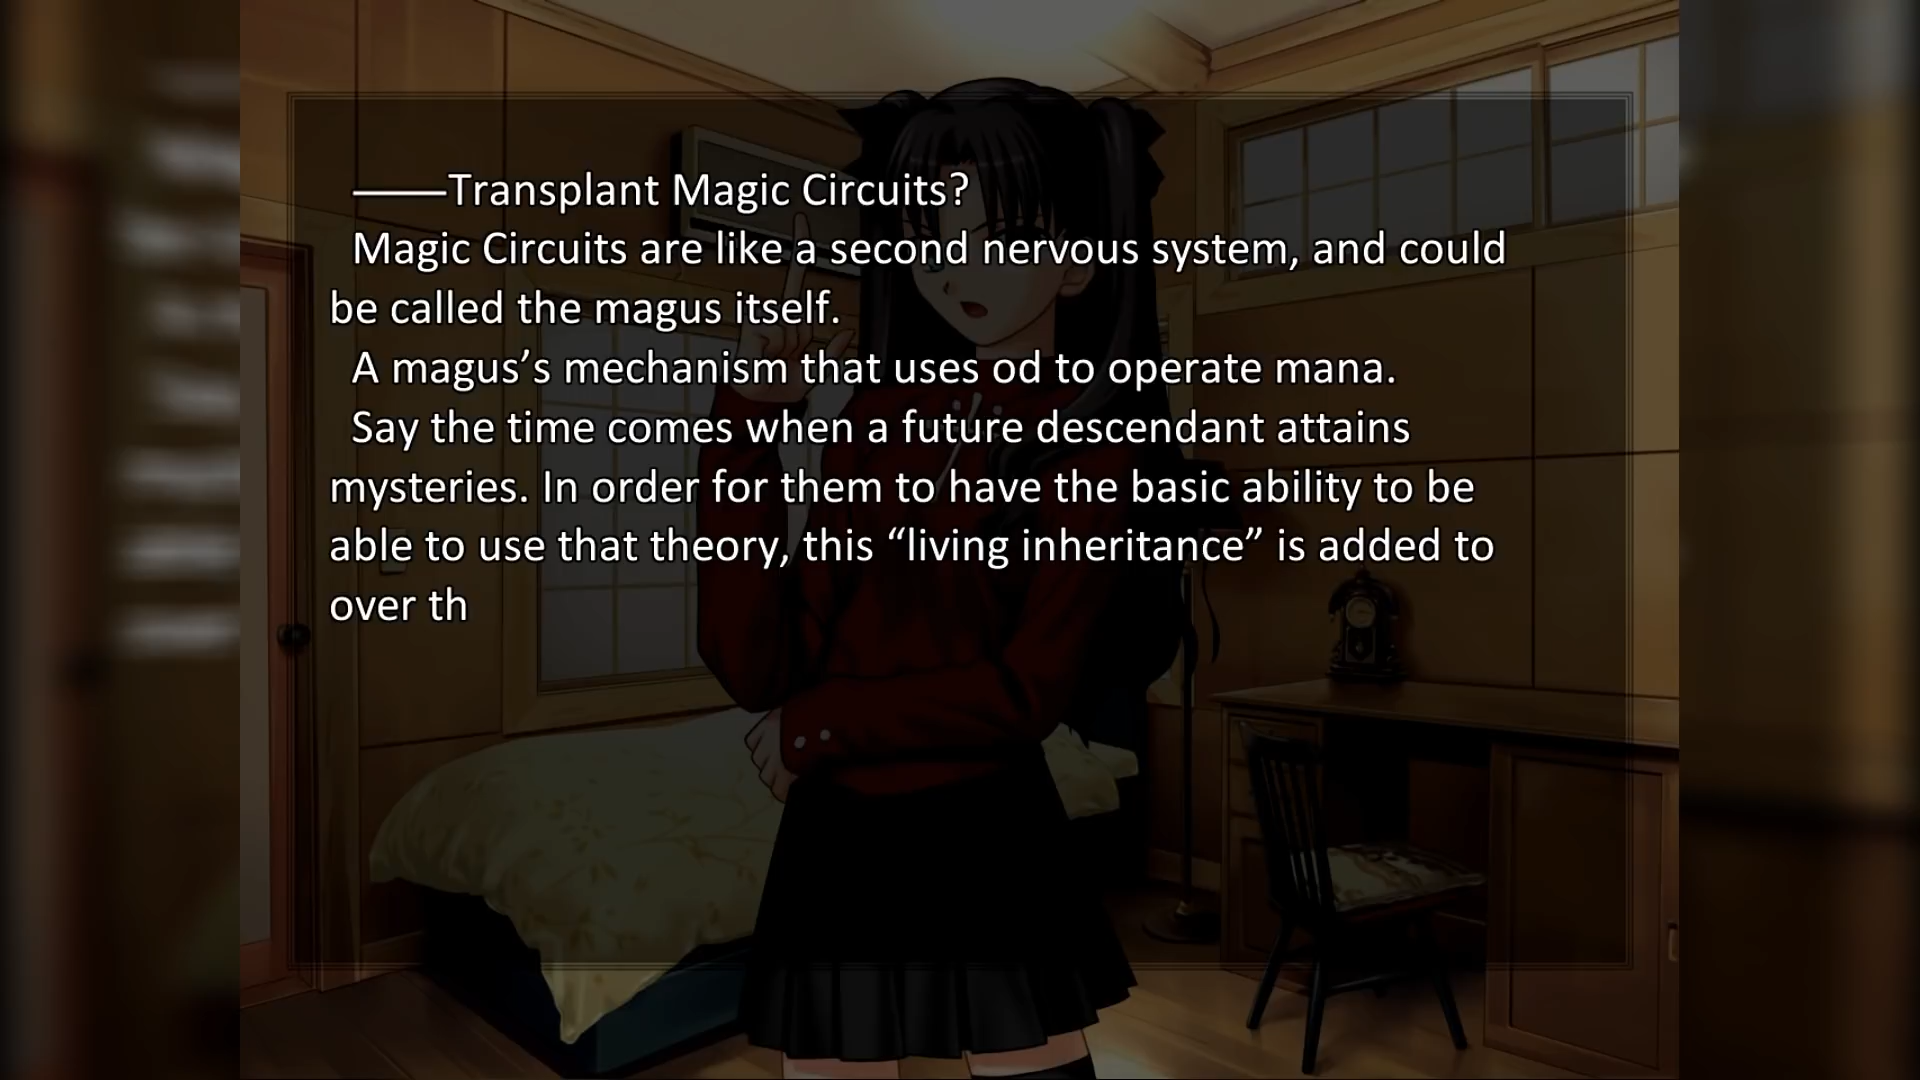 ——Transplant Magic Circuits?
Magic Circuits are like a second nervous system, and could
be called the magus itself.
A magus’s mechanism that uses od to operate mana.
Say the time comes when a future descendant attains
mysteries. In order for them to have the basic ability to be
able to use that theory, this “living inheritance” is added to
over th